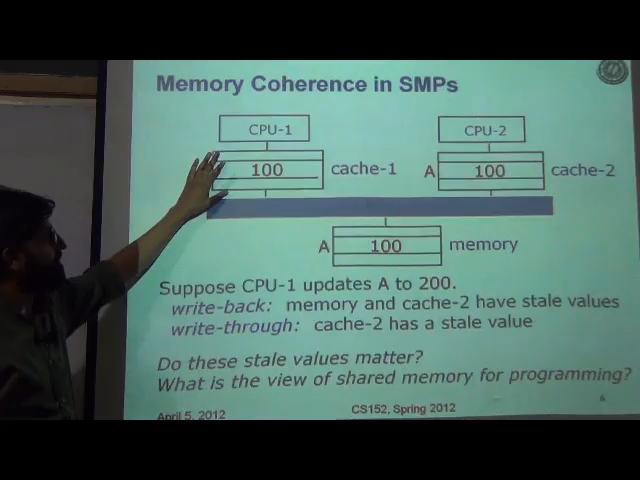 Memory Coherence in SMPs
CPU-1
CPU-2
100
cache-1
A
100
cache-2
A
100
memory
Suppose CPU-1 updates A to 200.
write-back: memory and cache-2 have stale values
write-through: cache-2 has a stale value
Do these stale values matter?
What is the view of shared memory for programming?
April 5, 2012
CS152, Spring 2012
6